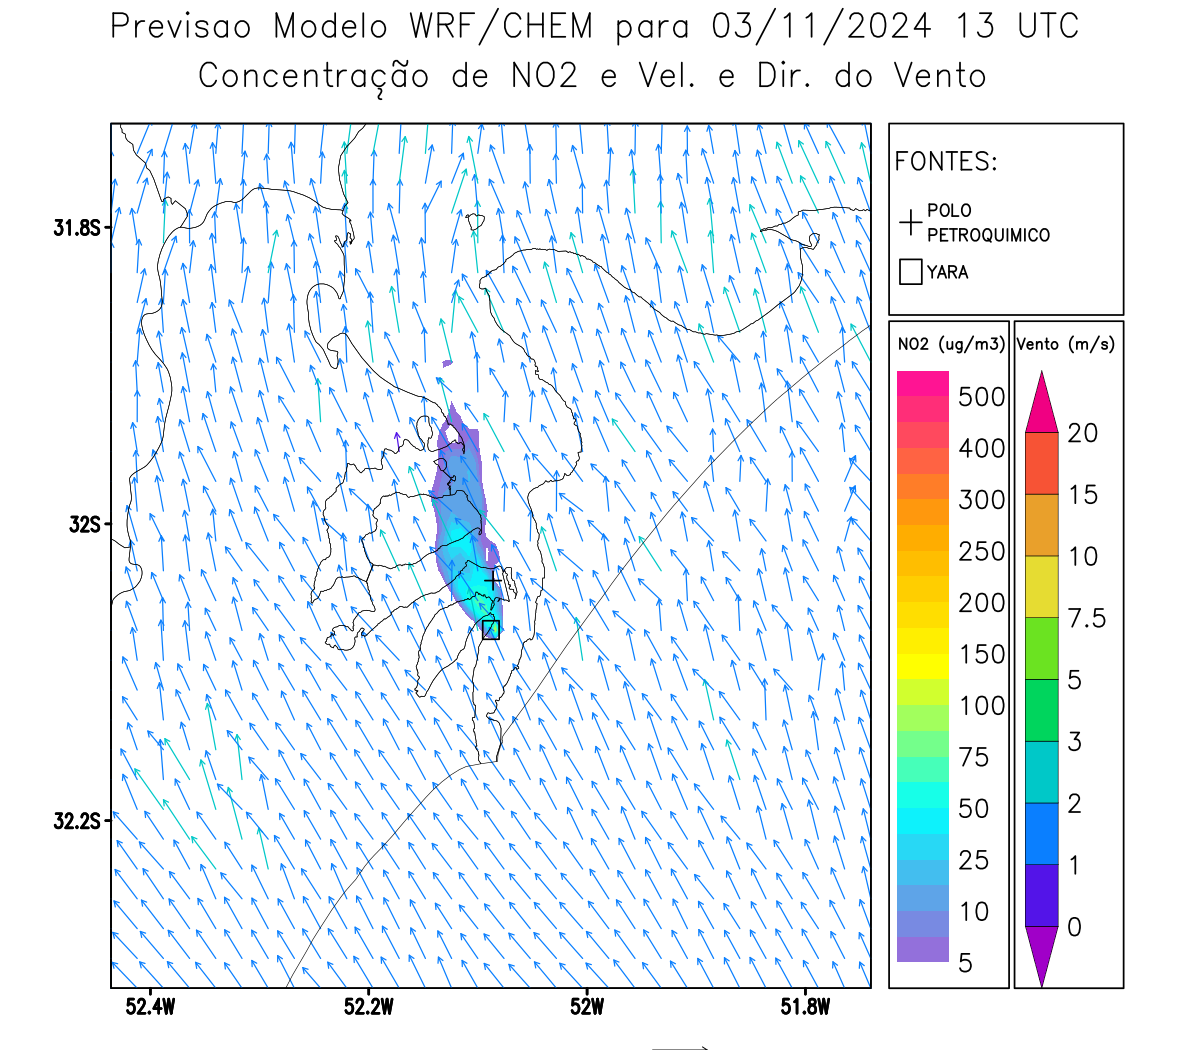 Previsao Modelo WRF/CHEM para 03/11/2024 13 UTC
Concentração de NO2 e Vel. e Dir. do Vento
FONTES:
POLO
PETROQUIMICO
YARA
NO2 (ug/m3)
500
400
300
250
200
150
100
75
50
25
10
5
Vento (m/s)
20
15
10
7.5
5
3
2
1
0
31.8S
32S
32.2S
52.4W
52.2W
52W
51.8W